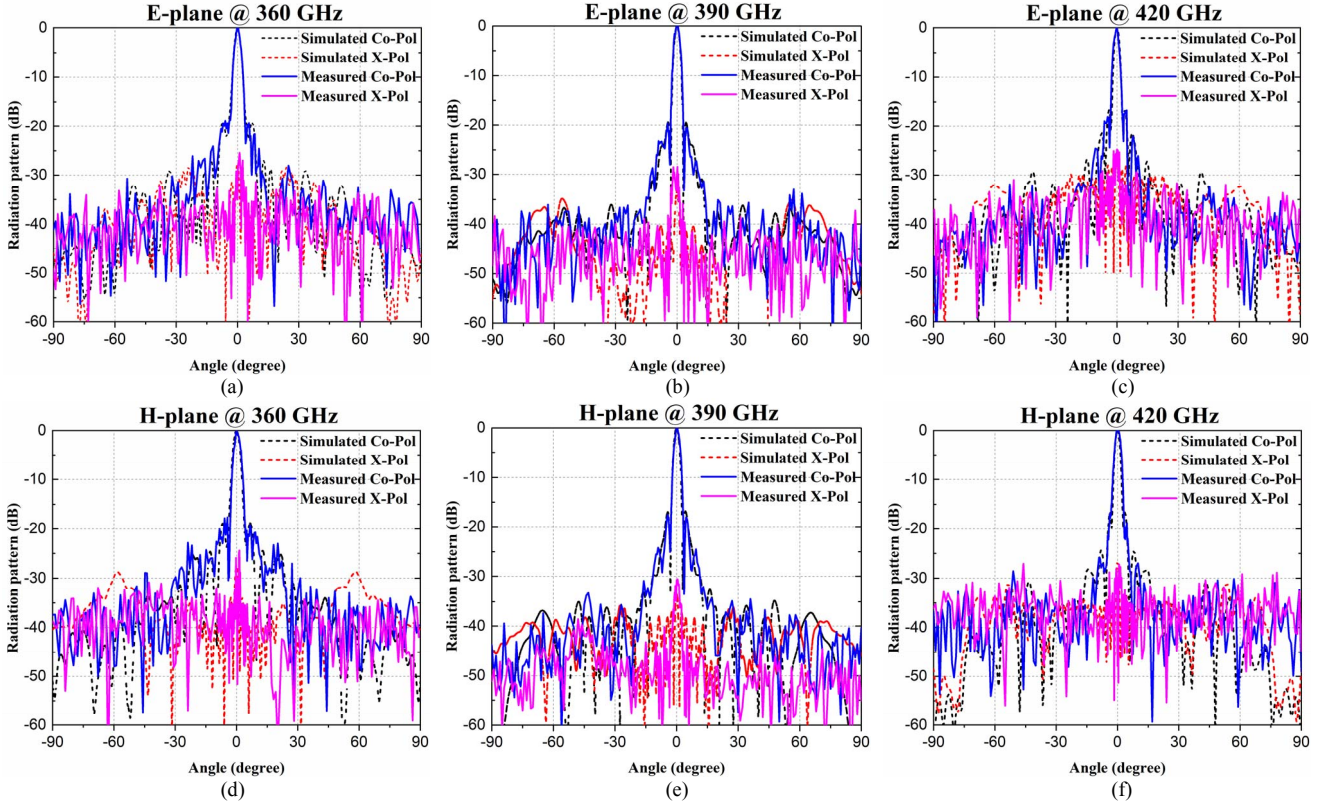 E-plane @ 360 GHz
Simulated Co-Pol
Simulated X-Pol
Measured Co-Pol
Measured X-Pol
Radiation pattern (dB)
0
-10
-20
-30
-40
-50
-60
-90 -60 -30 0 30 60 90
Angle (degree)
(a)
E-plane @ 390 GHz
Simulated Co-Pol
Simulated X-Pol
Measured Co-Pol
Measured X-Pol
Radiation pattern (dB)
0
-10
-20
-30
-40
-50
-60
-90 -60 -30 0 30 60 90
Angle (degree)
(b)
E-plane @ 420 GHz
Simulated Co-Pol
Simulated X-Pol
Measured Co-Pol
Measured X-Pol
Radiation pattern (dB)
0
-10
-20
-30
-40
-50
-60
-90 -60 -30 0 30 60 90
Angle (degree)
(c)
H-plane @ 360 GHz
Simulated Co-Pol
Simulated X-Pol
Measured Co-Pol
Measured X-Pol
Radiation pattern (dB)
0
-10
-20
-30
-40
-50
-60
-90 -60 -30 0 30 60 90
Angle (degree)
(d)
H-plane @ 390 GHz
Simulated Co-Pol
Simulated X-Pol
Measured Co-Pol
Measured X-Pol
Radiation pattern (dB)
0
-10
-20
-30
-40
-50
-60
-90 -60 -30 0 30 60 90
Angle (degree)
(e)
H-plane @ 420 GHz
Simulated Co-Pol
Simulated X-Pol
Measured Co-Pol
Measured X-Pol
Radiation pattern (dB)
0
-10
-20
-30
-40
-50
-60
-90 -60 -30 0 30 60 90
Angle (degree)
(f)